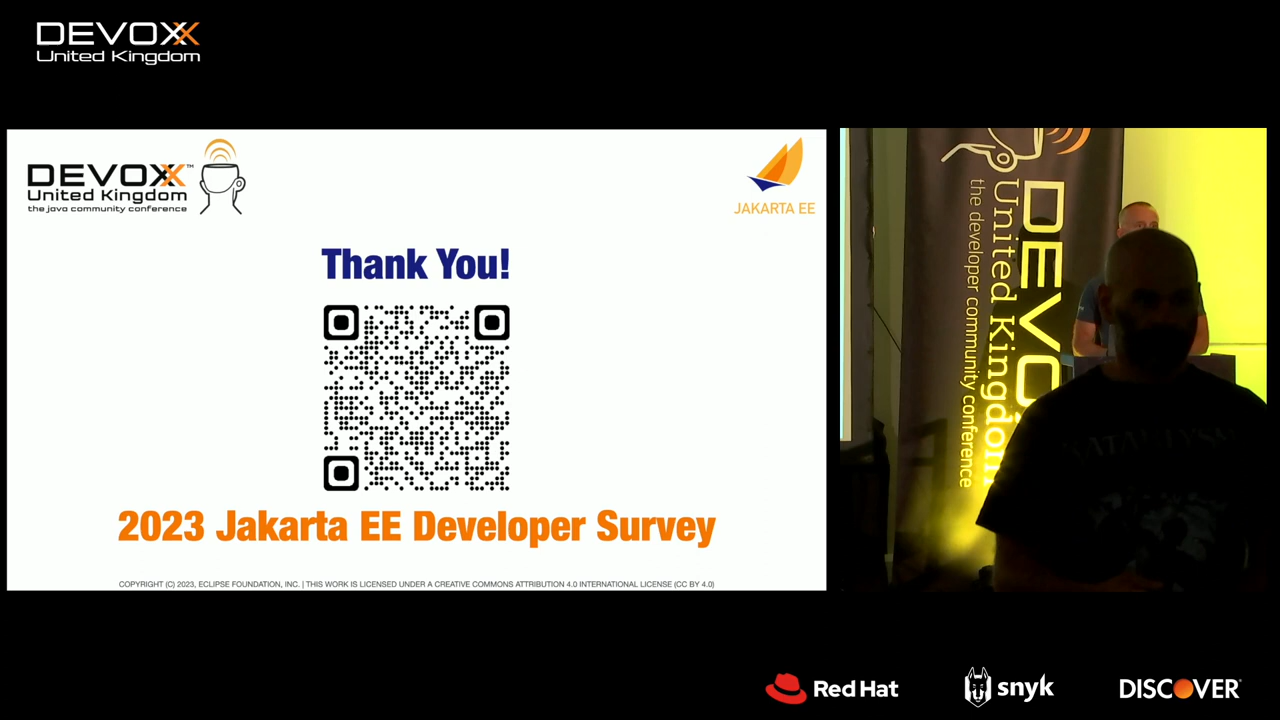 DEVOXX
United Kingdom
DEVOXX™
United Kingdom
the java community conference
JAKARTA EE
Thank You!
2023 Jakarta EE Developer Survey
COPYRIGHT (C) 2023, ECLIPSE FOUNDATION, INC. | THIS WORK IS LICENSED UNDER A CREATIVE COMMONS ATTRIBUTION 4.0 INTERNATIONAL LICENSE (CC BY 4.0)
DEVOX
United Kingdom
the developer community conference
Red Hat
snyk
DISCOVER